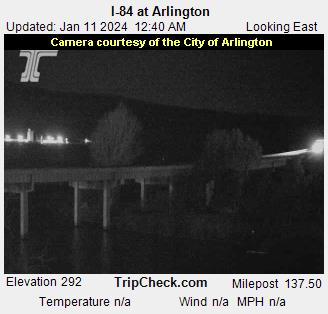 I-84 at Arlington
Updated: Jan 11 2024 12:40 AM Looking East
Camera courtesy of the City of Arlington
Elevation 292 TripCheck.com Milepost 137.50
Temperature n/a Wind n/a MPH n/a